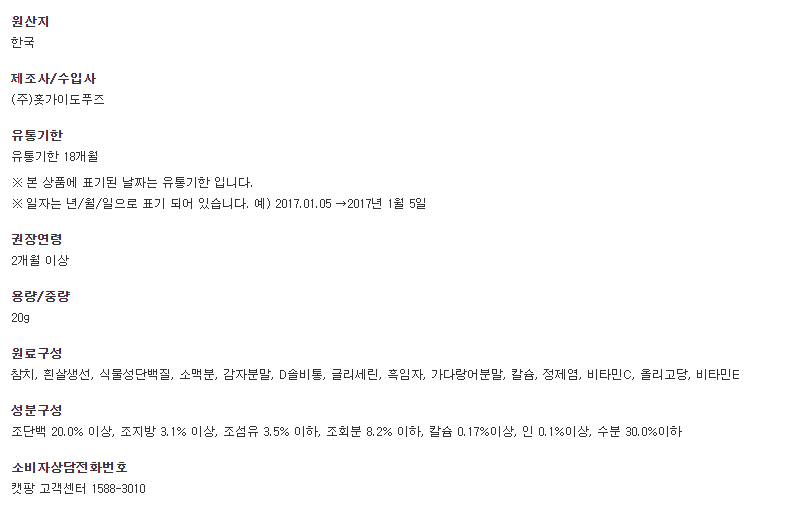 원산지
한국
제조사/수입사
(주)홋가이도푸즈
유통기한
유통기한 18개월
※ 본 상품에 표기된 날짜는 유통기한 입니다.
※ 일자는 년/월/일으로 표기 되어 있습니다. 예) 2017.01.05 →2017년 1월 5일
권장연령
2개월 이상
용량/중량
20g
원료구성
참치, 흰살생선, 식물성단백질, 소맥분, 감자분말, D솔비통, 글리세린, 흑임자, 가다랑어분말, 칼슘, 정제염, 비타민C, 올리고당, 비타민E
성분구성
조단백 20.0% 이상, 조지방 3.1% 이상, 조섬유 3.5% 이하, 조회분 8.2% 이하, 칼슘 0.17%이상, 인 0.1%이상, 수분 30.0%이하
소비자상담전화번호
캣팡 고객센터 1588-3010